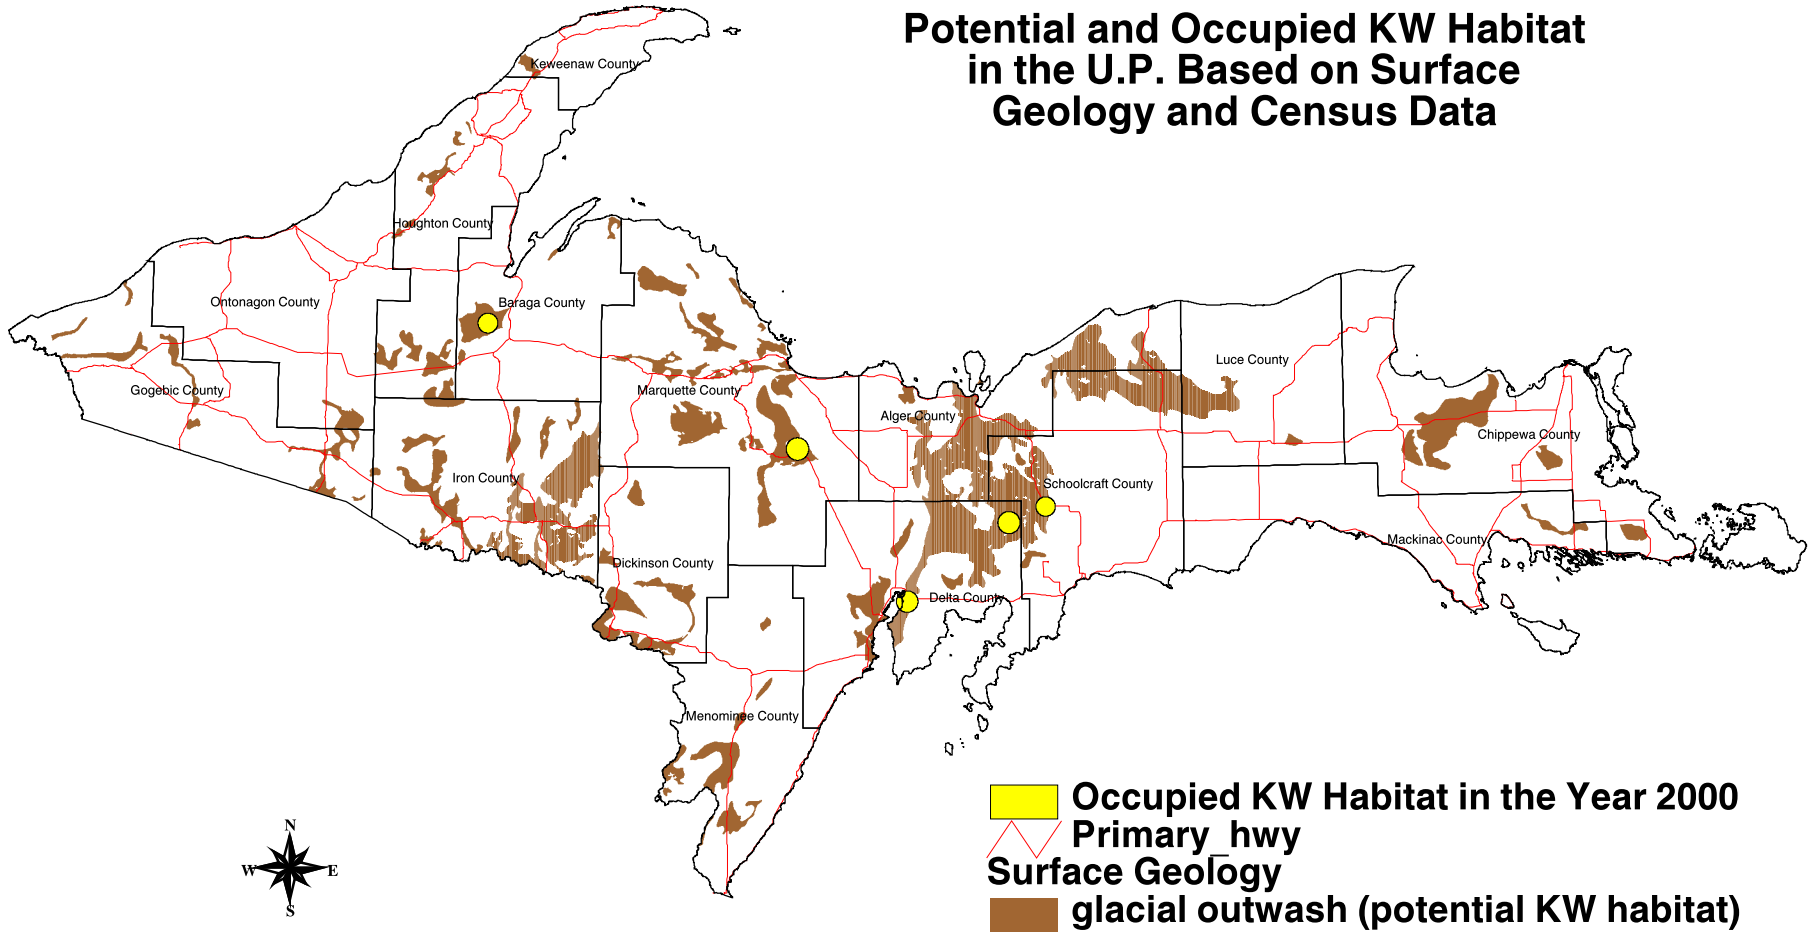 Potential and Occupied KW Habitat
in the U.P. Based on Surface
Geology and Census Data
Keweenaw County
Houghton County
Ontonagon County
Baraga County
Gogebic County
Marquette County
Alger County
Luce County
Chippewa County
Iron County
Schoolcraft County
Mackinac County
Dickinson County
Delta County
Menominee County
Occupied KW Habitat in the Year 2000
Primary_hwy
Surface Geology
glacial outwash (potential KW habitat)
N
W
E
S